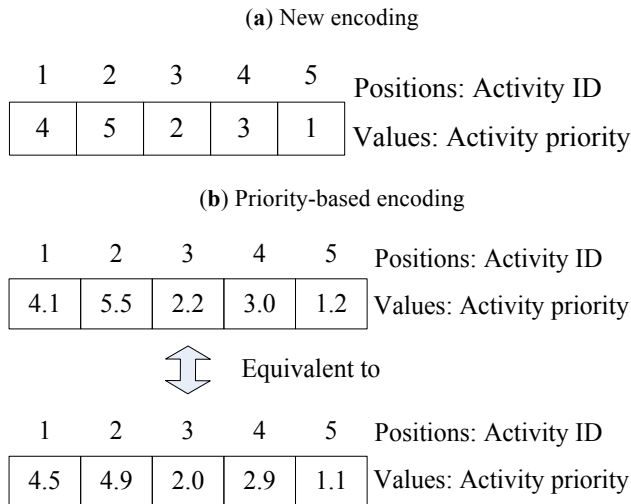 (a) New encoding
1 2 3 4 5 Positions: Activity ID
4 5 2 3 1 Values: Activity priority
(b) Priority-based encoding
1 2 3 4 5 Positions: Activity ID
4.1 5.5 2.2 3.0 1.2 Values: Activity priority
Equivalent to
1 2 3 4 5 Positions: Activity ID
4.5 4.9 2.0 2.9 1.1 Values: Activity priority